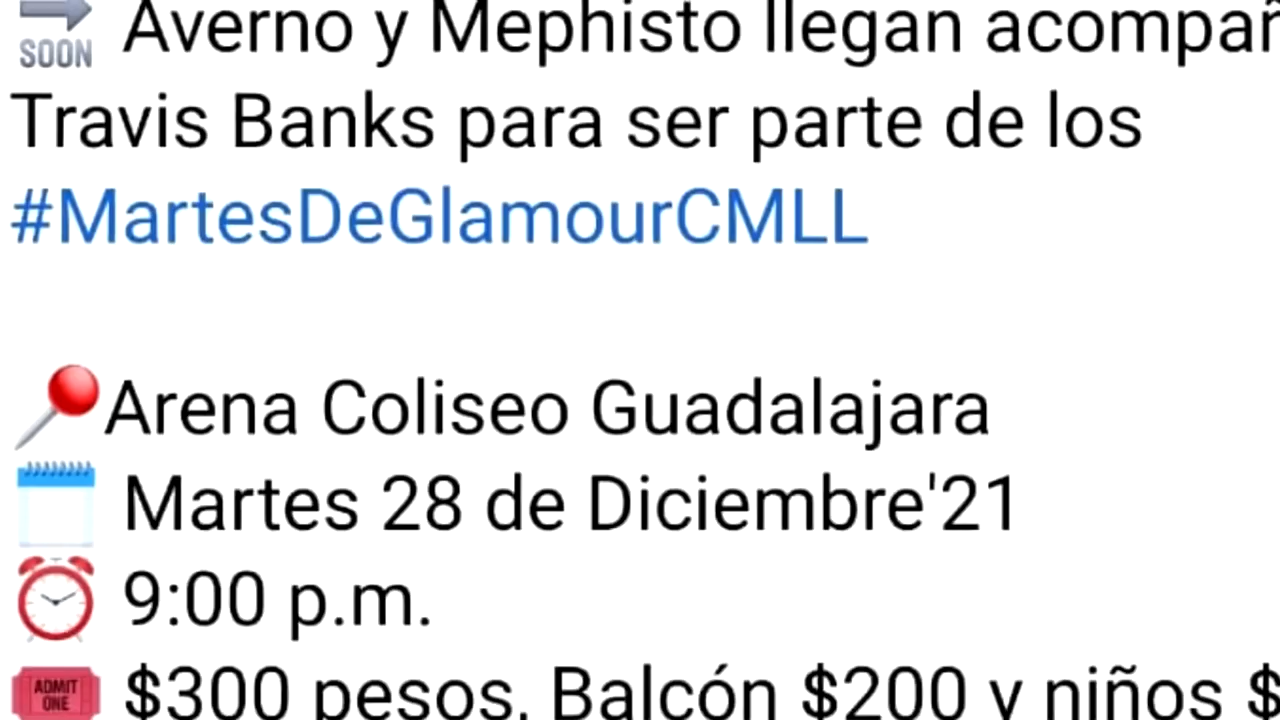 SOON Averno y Mephisto llegan
Travis Banks para ser parte de los
#MartesDeGlamourCMLL
Arena Coliseo Guadalajara
Martes 28 de Diciembre'21
9:00 p.m.
ADMIT ONE $300 pesos, Balcón $200 y niños $